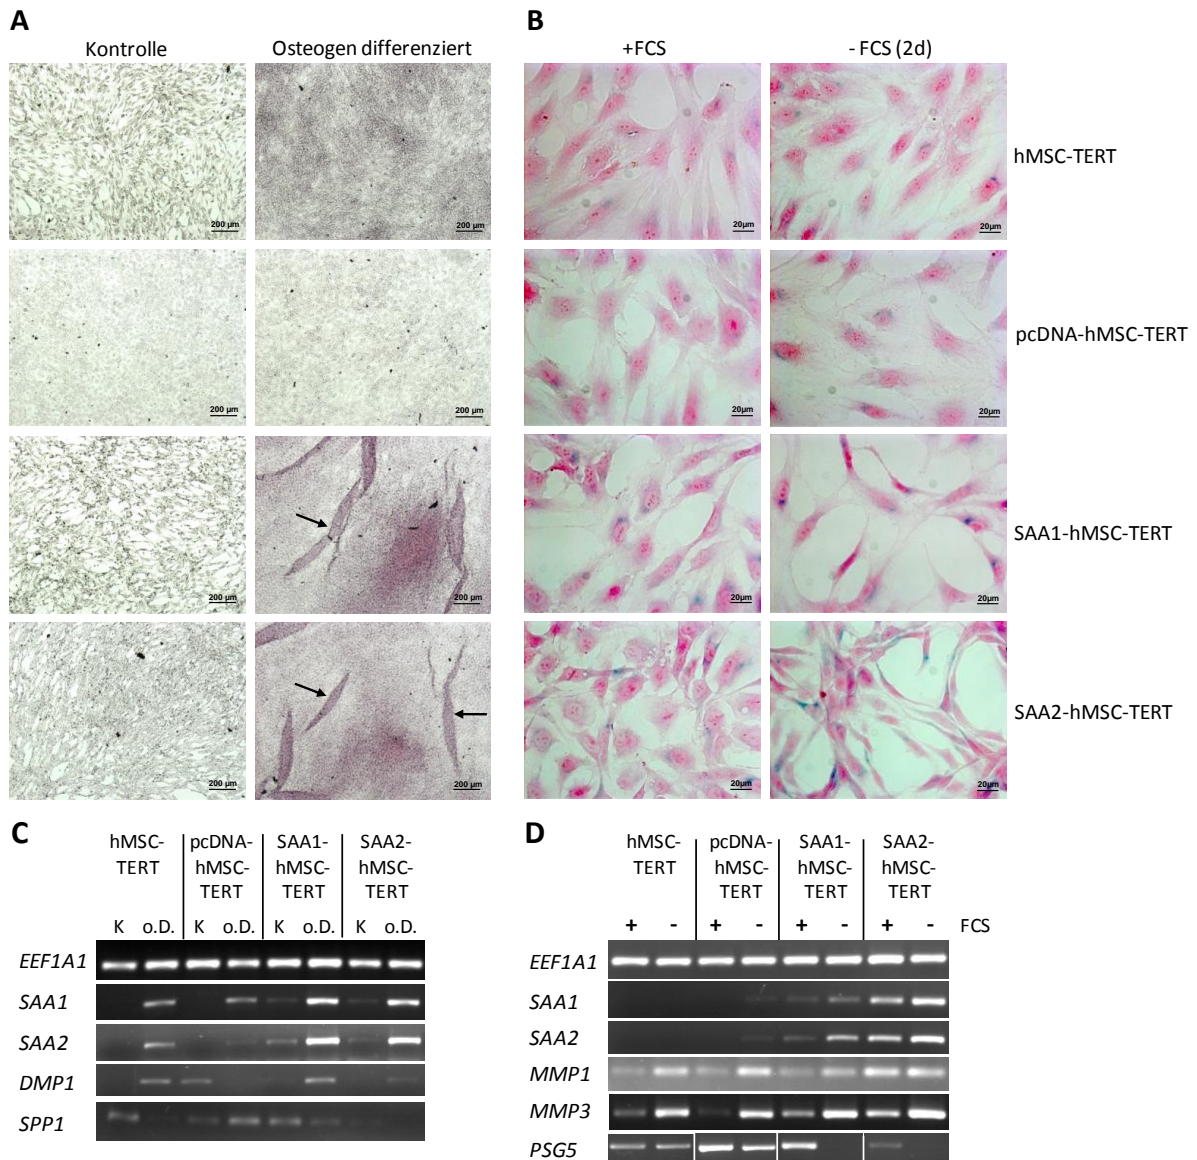 A
B
Kontrolle
Osteogen differenziert
+FCS
- FCS (2d)
200 µm
200 µm
20µm
20µm
hMSC-TERT
200 µm
200 µm
20µm
20µm
pcDNA-hMSC-TERT
200 µm
200 µm
20µm
20µm
SAA1-hMSC-TERT
200 µm
200 µm
20µm
20µm
SAA2-hMSC-TERT
C
hMSC-
TERT
pcDNA-
hMSC-
TERT
SAA1-
hMSC-
TERT
SAA2-
hMSC-
TERT
K o.D. K o.D. K o.D. K o.D.
EEF1A1
SAA1
SAA2
DMP1
SPP1
D
hMSC-
TERT
pcDNA-
hMSC-
TERT
SAA1-
hMSC-
TERT
SAA2-
hMSC-
TERT
+ - + - + - + - FCS
EEF1A1
SAA1
SAA2
MMP1
MMP3
PSG5